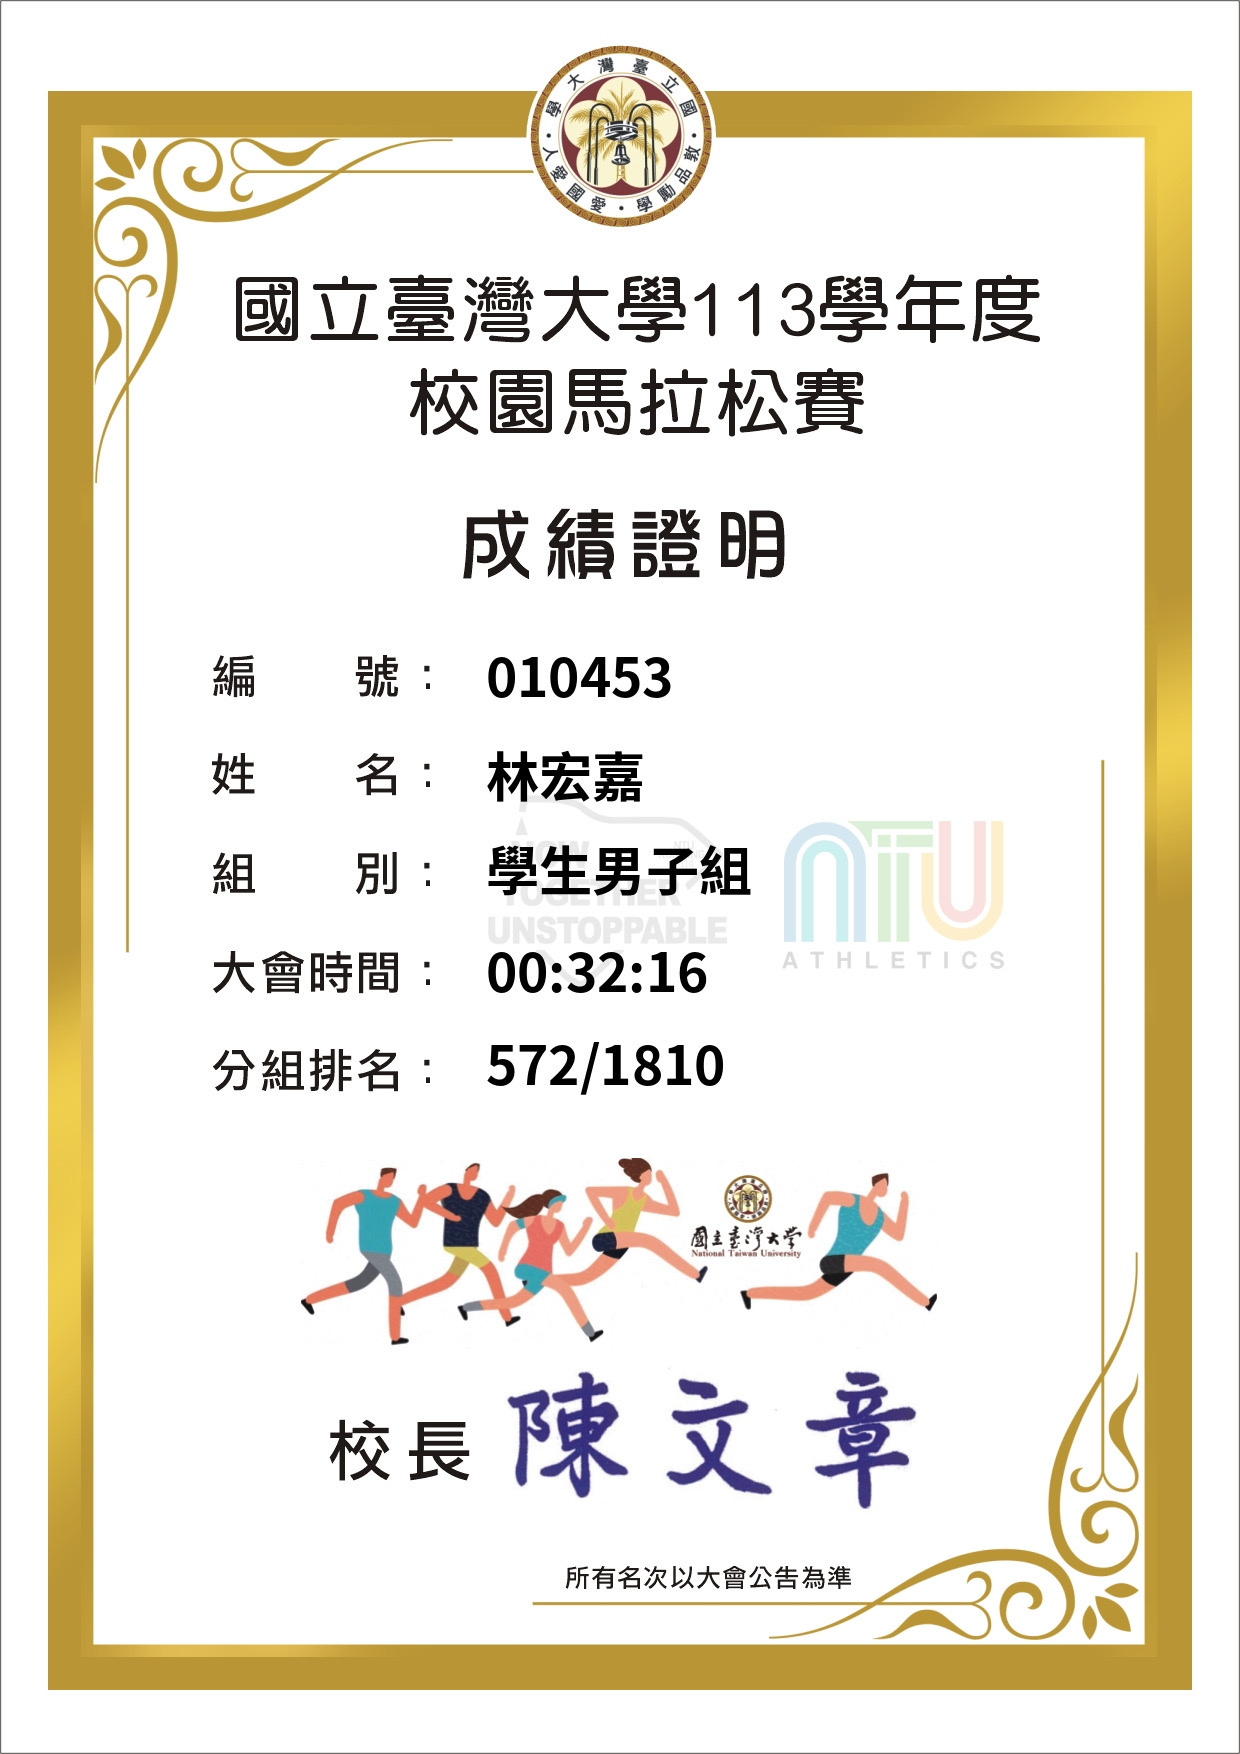 國立臺灣大學
敦品勵學・愛國愛人
國立臺灣大學113學年度
校園馬拉松賽
成績證明
編號： 010453
姓名： 林宏嘉
組別： 學生男子組
大會時間： 00:32:16
分組排名： 572/1810
NOW
NTU
TOGETHER
UNSTOPPABLE
NTU
ATHLETICS
國立臺灣大學
National Taiwan University
校長 陳文章
所有名次以大會公告為準